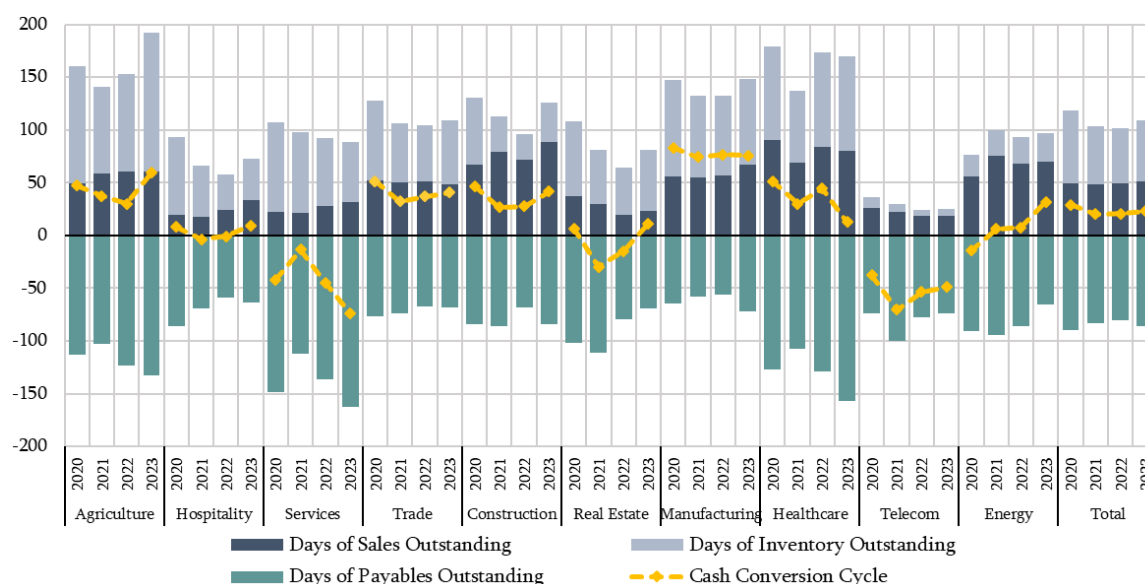 200
150
100
50
0
-50
-100
-150
-200
2020 2021 2022 2023 2020 2021 2022 2023 2020 2021 2022 2023 2020 2021 2022 2023 2020 2021 2022 2023 2020 2021 2022 2023 2020 2021 2022 2023 2020 2021 2022 2023 2020 2021 2022 2023 2020 2021 2022 2023 2020 2021 2022 2023
Agriculture Hospitality Services Trade Construction Real Estate Manufacturing Healthcare Telecom Energy Total
Days of Sales Outstanding Days of Inventory Outstanding
Days of Payables Outstanding Cash Conversion Cycle